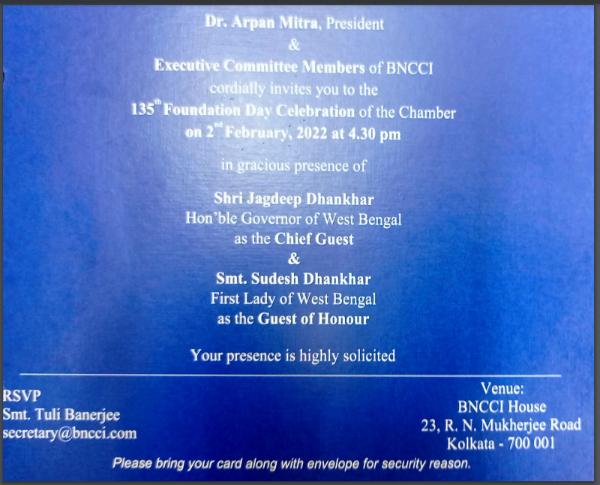 Dr. Arpan Mitra, President
&
Executive Committee Members of BNCCI
cordially invites you to the
135th Foundation Day Celebration of the Chamber
on 2nd February, 2022 at 4.30 pm
in gracious presence of
Shri Jagdeep Dhankhar
Hon'ble Governor of West Bengal
as the Chief Guest
&
Smt. Sudesh Dhankhar
First Lady of West Bengal
as the Guest of Honour
Your presence is highly solicited
RSVP
Smt. Tuli Banerjee
secretary@bncci.com
Venue:
BNCCI House
23, R. N. Mukherjee Road
Kolkata - 700 001
Please bring your card along with envelope for security reason.